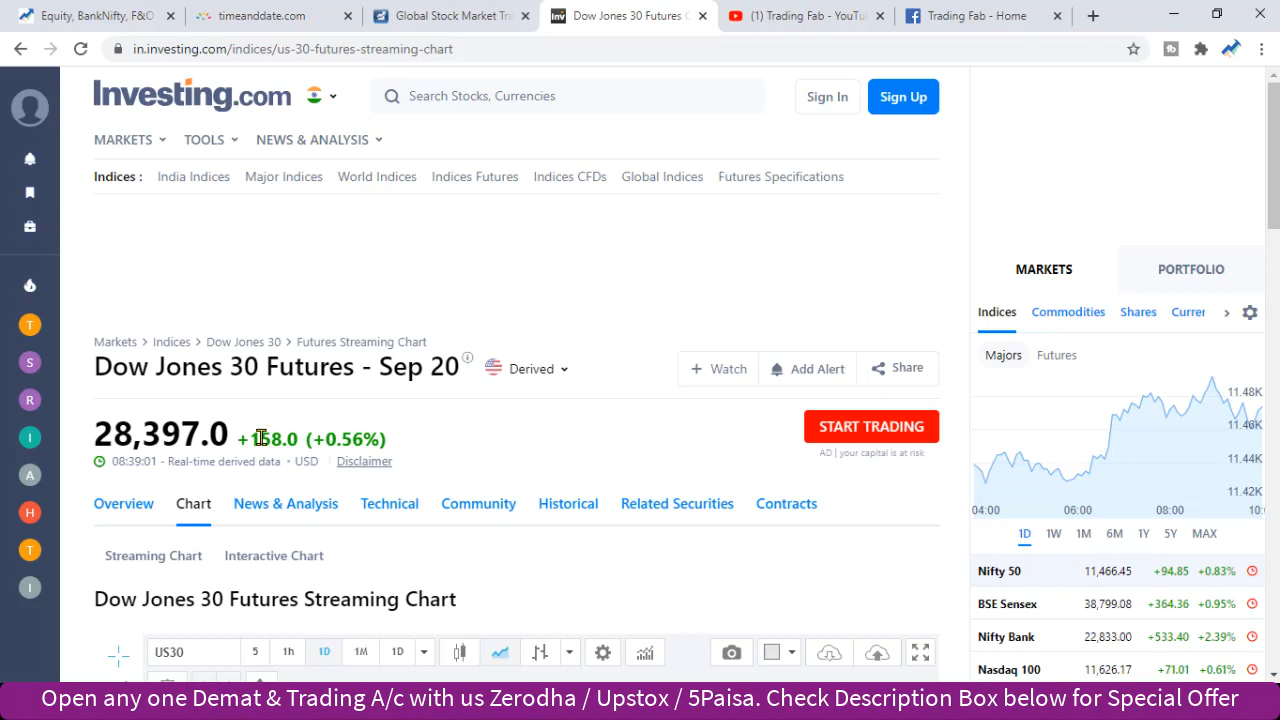 Equity, BankNifty, F&O
timeanddate.com
Global Stock Market Tra
Dow Jones 30 Futures C
(1) Trading Fab - YouTu
Trading Fab - Home
in.investing.com/indices/us-30-futures-streaming-chart
Investing.com
Search Stocks, Currencies
Sign In
Sign Up
MARKETS
TOOLS
NEWS & ANALYSIS
Indices :
India Indices
Major Indices
World Indices
Indices Futures
Indices CFDs
Global Indices
Futures Specifications
Markets > Indices > Dow Jones 30 > Futures Streaming Chart
Dow Jones 30 Futures - Sep 20
Derived
+ Watch
Add Alert
Share
28,397.0 +158.0 (+0.56%)
08:39:01 - Real-time derived data • USD Disclaimer
START TRADING
AD | your capital is at risk
Overview
Chart
News & Analysis
Technical
Community
Historical
Related Securities
Contracts
Streaming Chart
Interactive Chart
Dow Jones 30 Futures Streaming Chart
US30
5
1h
1D
1M
1D
T
S
R
I
A
H
T
I
MARKETS
PORTFOLIO
Indices
Commodities
Shares
Curre
Majors
Futures
11.48K
11.46K
11.44K
11.42K
04:00
06:00
08:00
10:
1D
1W
1M
6M
1Y
5Y
MAX
Nifty 50 11,466.45 +94.85 +0.83%
BSE Sensex 38,799.08 +364.36 +0.95%
Nifty Bank 22,833.00 +533.40 +2.39%
Nasdaq 100 11,626.17 +71.01 +0.61%
Open any one Demat & Trading A/c with us Zerodha / Upstox / 5Paisa. Check Description Box below for Special Offer